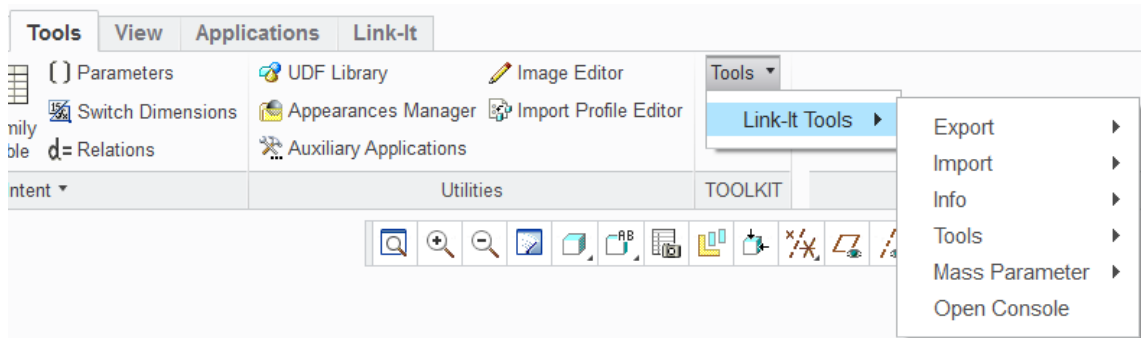 Tools View Applications Link-It
Parameters UDF Library Image Editor Tools
Switch Dimensions Appearances Manager Import Profile Editor Link-It Tools
Relations Auxiliary Applications
Utilities TOOLKIT
Export
Import
Info
Tools
Mass Parameter
Open Console